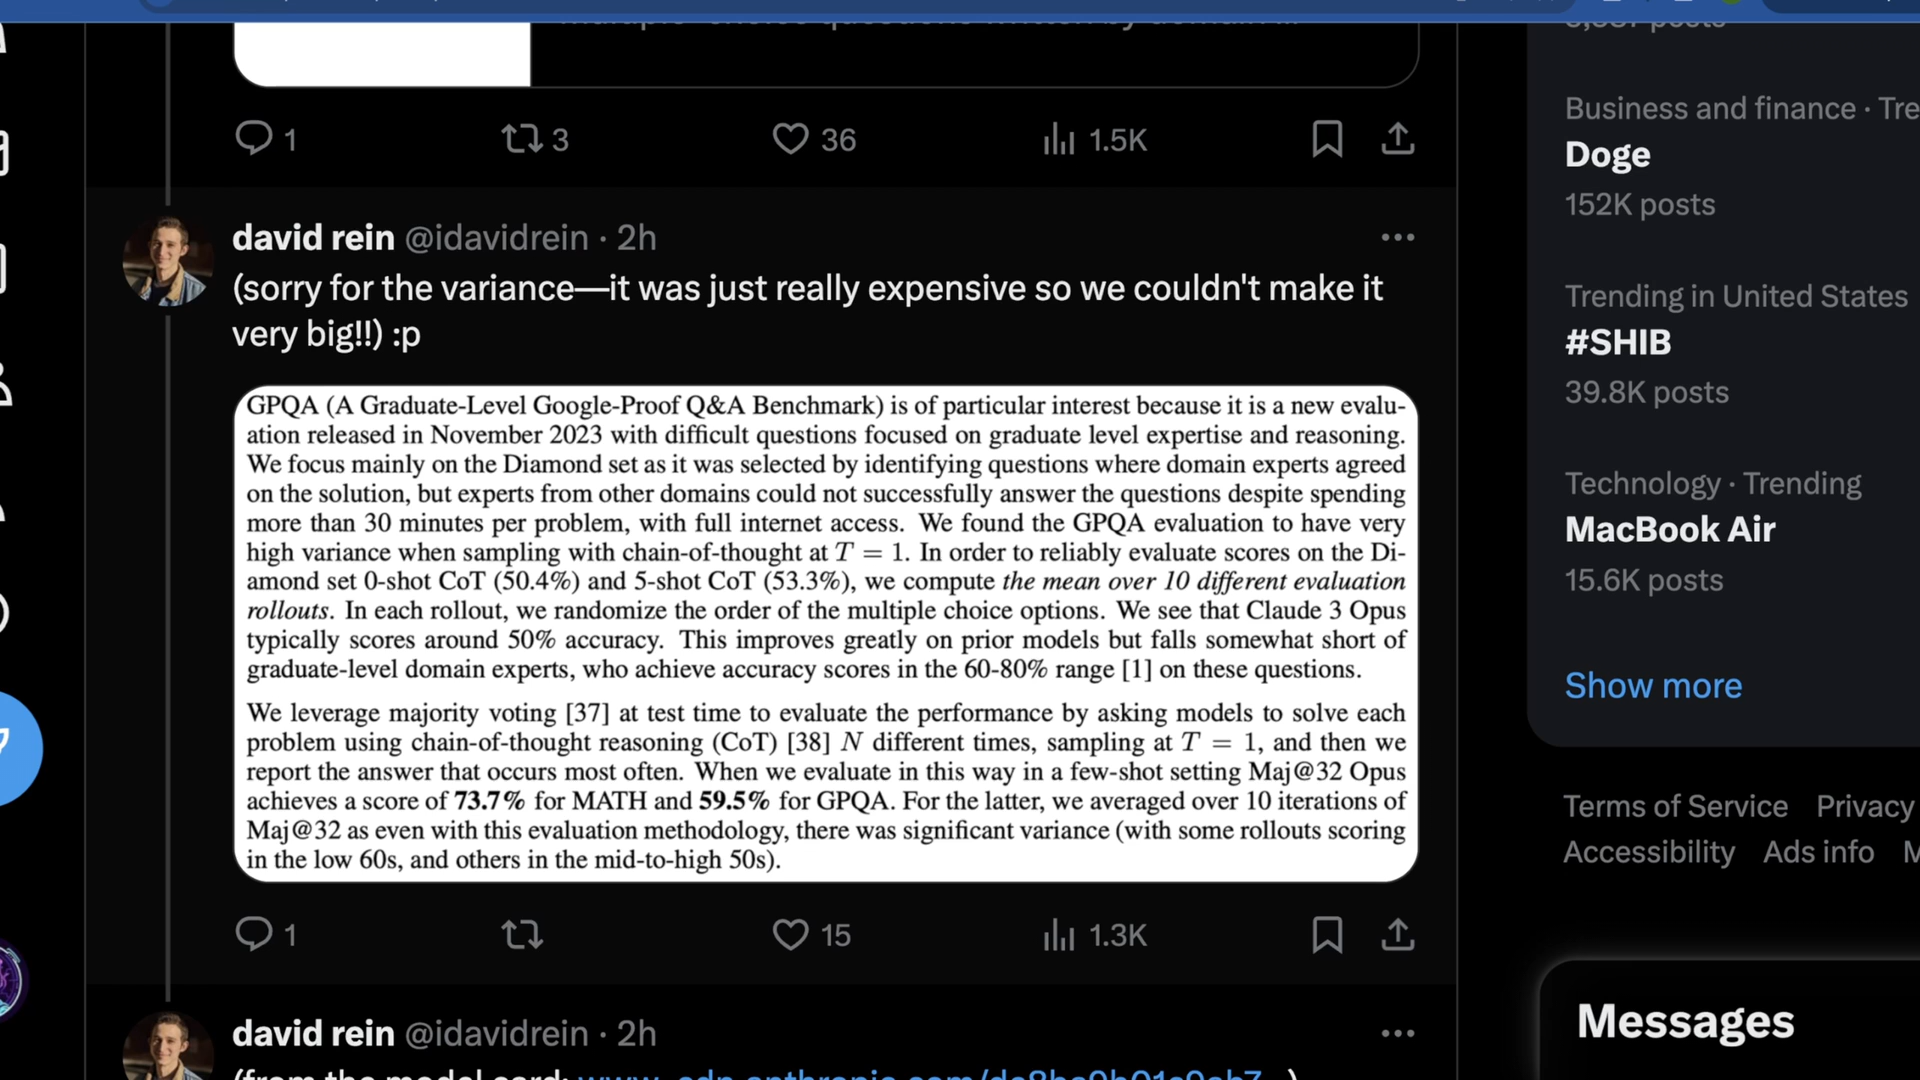 1
3
36
1.5K
david rein @idavidrein · 2h
(sorry for the variance—it was just really expensive so we couldn't make it
very big!!) :p
GPQA (A Graduate-Level Google-Proof Q&A Benchmark) is of particular interest because it is a new evalu-
ation released in November 2023 with difficult questions focused on graduate level expertise and reasoning.
We focus mainly on the Diamond set as it was selected by identifying questions where domain experts agreed
on the solution, but experts from other domains could not successfully answer the questions despite spending
more than 30 minutes per problem, with full internet access. We found the GPQA evaluation to have very
high variance when sampling with chain-of-thought at T = 1. In order to reliably evaluate scores on the Di-
amond set 0-shot CoT (50.4%) and 5-shot CoT (53.3%), we compute the mean over 10 different evaluation
rollouts. In each rollout, we randomize the order of the multiple choice options. We see that Claude 3 Opus
typically scores around 50% accuracy. This improves greatly on prior models but falls somewhat short of
graduate-level domain experts, who achieve accuracy scores in the 60-80% range [1] on these questions.
We leverage majority voting [37] at test time to evaluate the performance by asking models to solve each
problem using chain-of-thought reasoning (CoT) [38] N different times, sampling at T = 1, and then we
report the answer that occurs most often. When we evaluate in this way in a few-shot setting Maj@32 Opus
achieves a score of 73.7% for MATH and 59.5% for GPQA. For the latter, we averaged over 10 iterations of
Maj@32 as even with this evaluation methodology, there was significant variance (with some rollouts scoring
in the low 60s, and others in the mid-to-high 50s).
1
15
1.3K
david rein @idavidrein · 2h
(from the model card:
Business and finance · Tre
Doge
152K posts
Trending in United States
#SHIB
39.8K posts
Technology · Trending
MacBook Air
15.6K posts
Show more
Terms of Service Privacy
Accessibility Ads info M
Messages